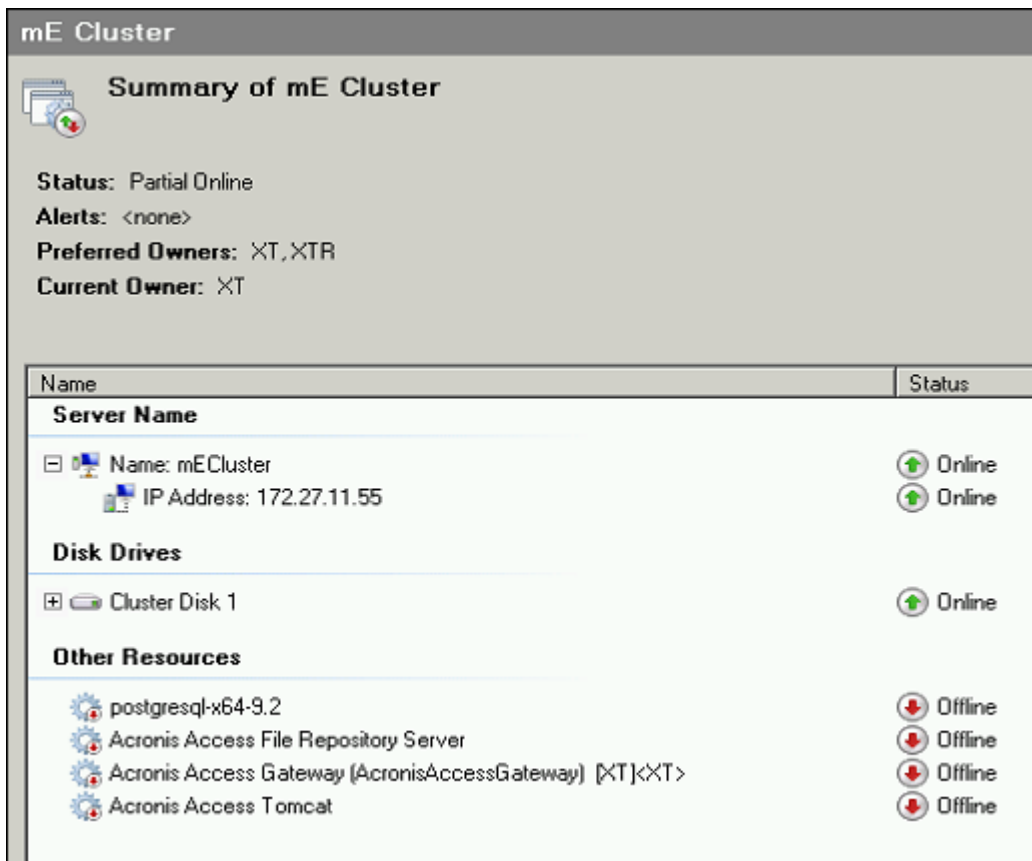 mE Cluster
Summary of mE Cluster
Status: Partial Online
Alerts: <none>
Preferred Owners: XT, XTR
Current Owner: XT
Name Status
Server Name
Name: mECluster Online
IP Address: 172.27.11.55 Online
Disk Drives
Cluster Disk 1 Online
Other Resources
postgresql-x64-9.2 Offline
Acronis Access File Repository Server Offline
Acronis Access Gateway (AcronisAccessGateway) [XT]<XT> Offline
Acronis Access Tomcat Offline